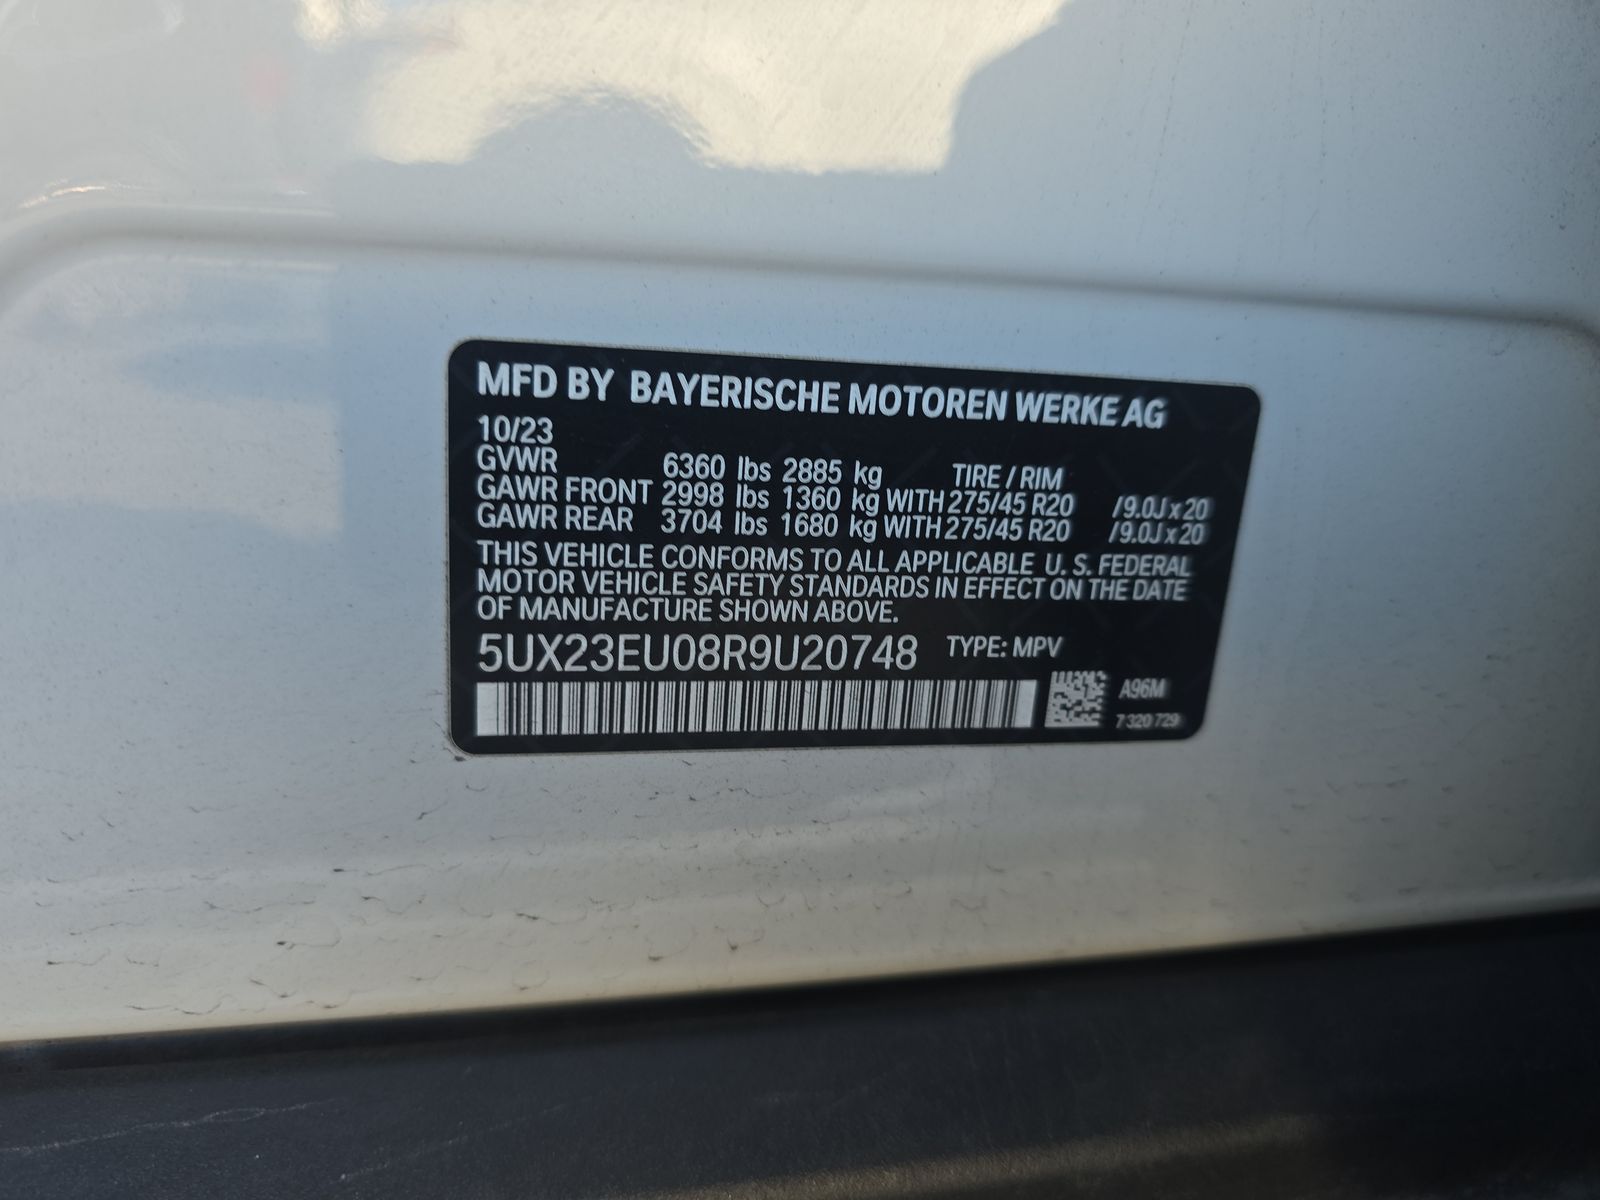 MFD BY BAYERISCHE MOTOREN WERKE AG
10/23
GVWR 6360 lbs 2885 kg TIRE / RIM
GAWR FRONT 2998 lbs 1360 kg WITH 275/45 R20 /9.0J x 20
GAWR REAR 3704 lbs 1680 kg WITH 275/45 R20 /9.0J x 20
THIS VEHICLE CONFORMS TO ALL APPLICABLE U. S. FEDERAL
MOTOR VEHICLE SAFETY STANDARDS IN EFFECT ON THE DATE
OF MANUFACTURE SHOWN ABOVE.
5UX23EU08R9U20748 TYPE: MPV
A96M
7 320 729